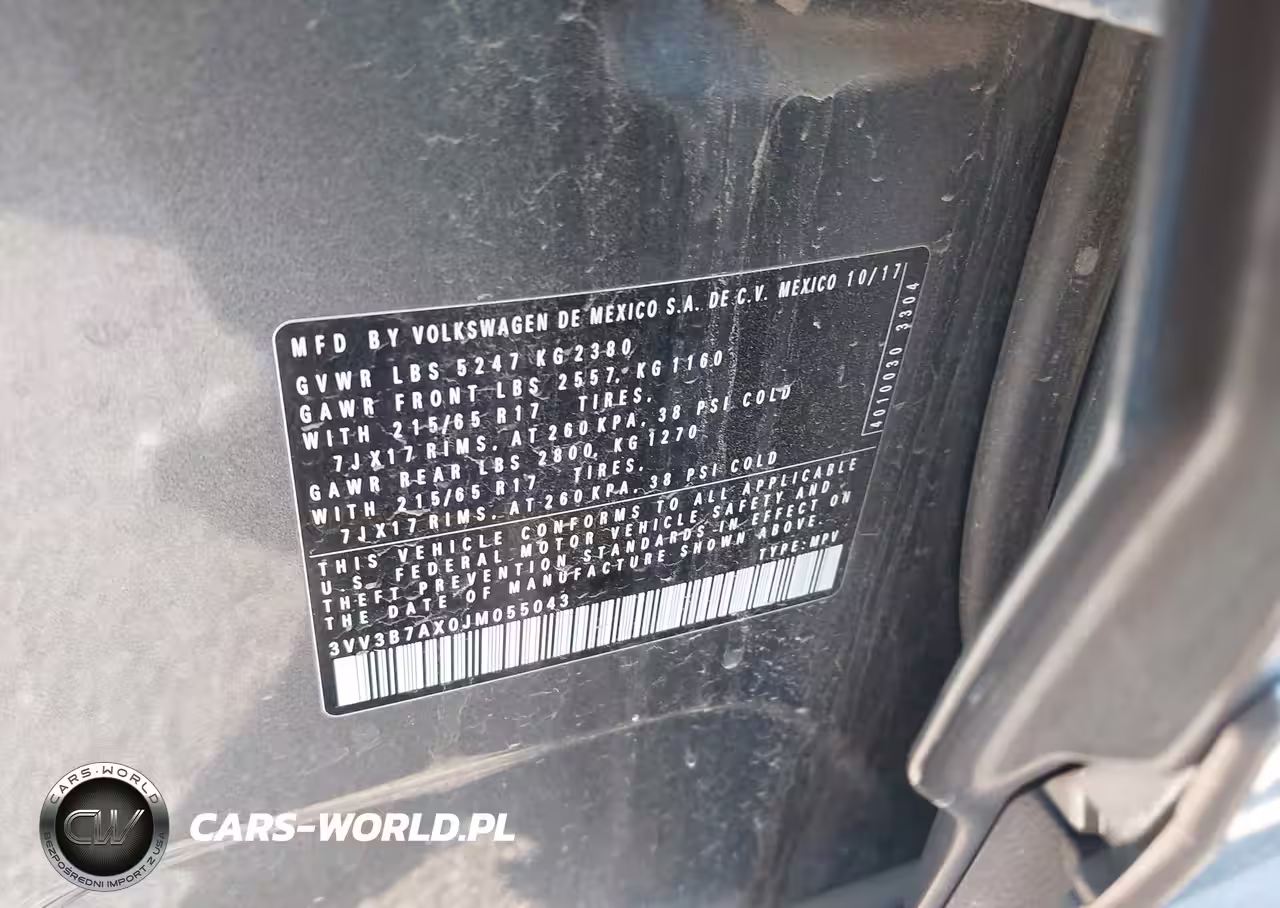 MFD BY VOLKSWAGEN DE MEXICO S.A. DE C.V. MEXICO 10/17
GVWR LBS 5247 KG 2380
GAWR FRONT LBS 2557, KG 1160
WITH 215/65 R17 TIRES,
7JX17 RIMS, AT 260 KPA, 38 PSI COLD
GAWR REAR LBS 2800, KG 1270
WITH 215/65 R17 TIRES,
7JX17 RIMS, AT 260 KPA, 38 PSI COLD
4010030 3304
THIS VEHICLE CONFORMS TO ALL APPLICABLE
U.S. FEDERAL MOTOR VEHICLE SAFETY AND
THEFT PREVENTION STANDARDS IN EFFECT ON
THE DATE OF MANUFACTURE SHOWN ABOVE.
TYPE: MPV
3VV3B7AX0JM055043
CARS-WORLD
CW
BEZPOŚREDNI IMPORT Z USA
CARS-WORLD.PL